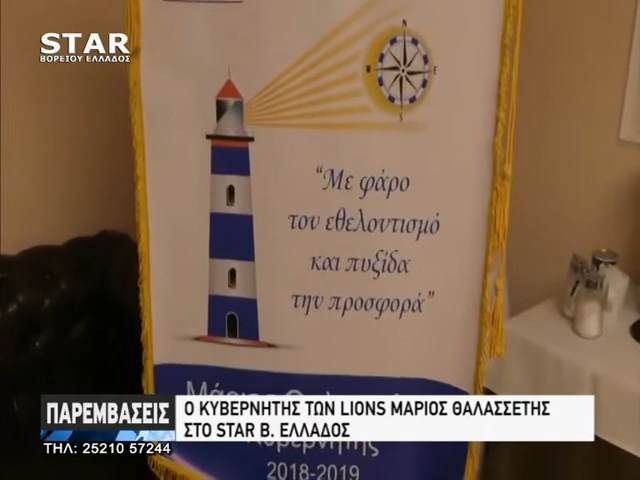 STAR
ΒΟΡΕΙΟΥ ΕΛΛΑΔΟΣ
N
W
E
S
“Με φάρο
τον εθελοντισμό
και πυξίδα
την προσφορά”
ΠΑΡΕΜΒΑΣΕΙΣ
Ο ΚΥΒΕΡΝΗΤΗΣ ΤΩΝ LIONS ΜΑΡΙΟΣ ΘΑΛΑΣΣΕΤΗΣ
ΣΤΟ STAR Β. ΕΛΛΑΔΟΣ
ΤΗΛ: 25210 57244
2018-2019